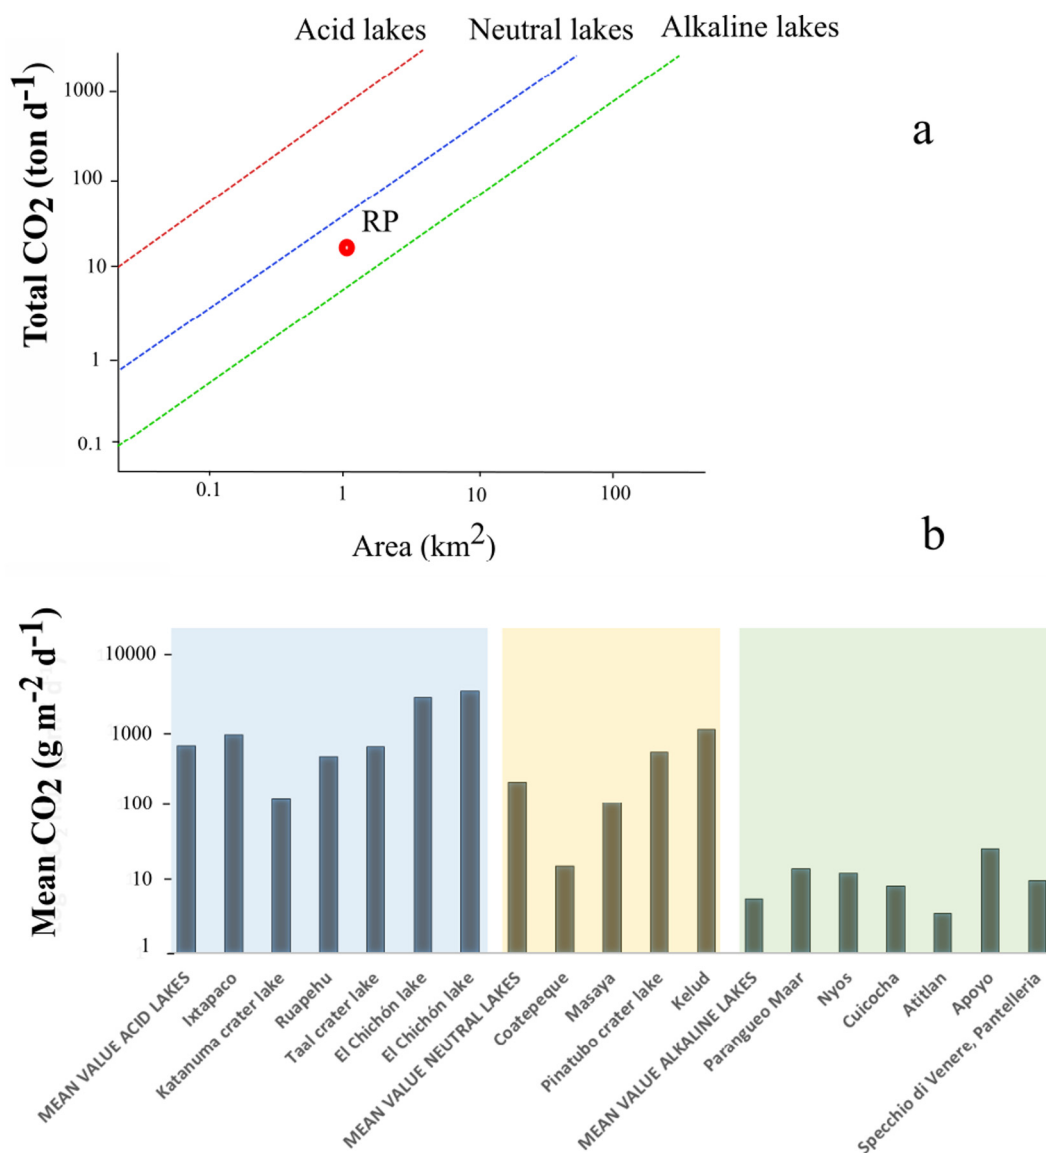 Acid lakes Neutral lakes Alkaline lakes
a
Total CO2 (ton d-1)
1000
100
10
1
0.1
RP
0.1 1 10 100
Area (km2)
b
Mean CO2 (g m-2 d-1)
10000
1000
100
10
1
MEAN VALUE ACID LAKES
Ixtapaco
Katanuma crater lake
Ruapehu
Taal crater lake
El Chichón lake
El Chichón lake
MEAN VALUE NEUTRAL LAKES
Coatepeque
Masaya
Pinatubo crater lake
Kelud
MEAN VALUE ALKALINE LAKES
Parangueo Maar
Nyos
Cuicocha
Atitlan
Apoyo
Specchio di Venere, Pantelleria